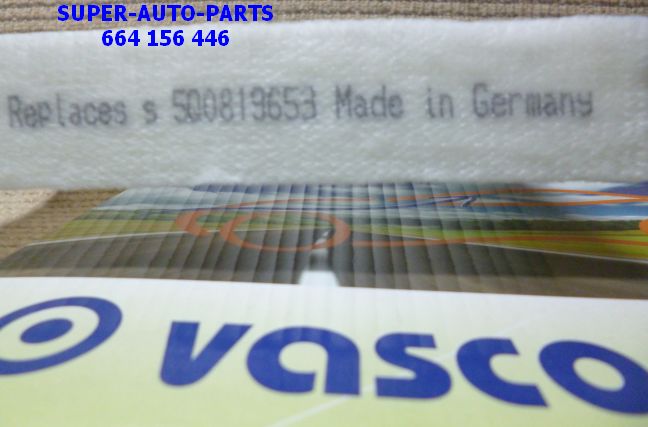 SUPER-AUTO-PARTS
664 156 446
Replaces s 5Q0819653 Made in Germany
vasco